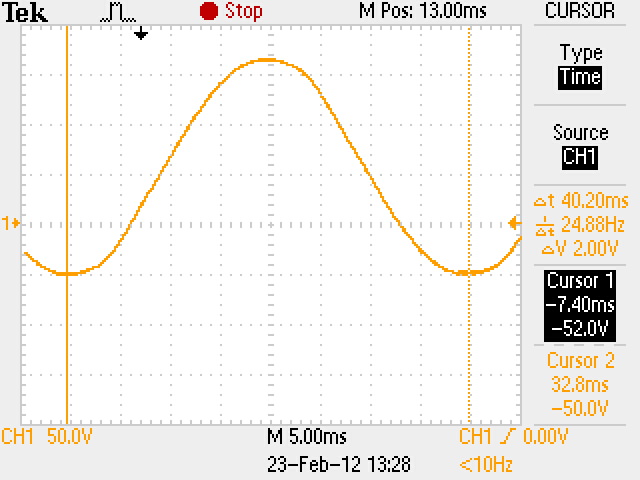 Tek Stop M Pos: 13.00ms CURSOR
Type
Time
Source
CH1
Δt 40.20ms
1/Δt 24.88Hz
ΔV 2.00V
Cursor 1
-7.40ms
-52.0V
Cursor 2
32.8ms
-50.0V
1
CH1 50.0V M 5.00ms CH1 0.00V
23-Feb-12 13:28 <10Hz